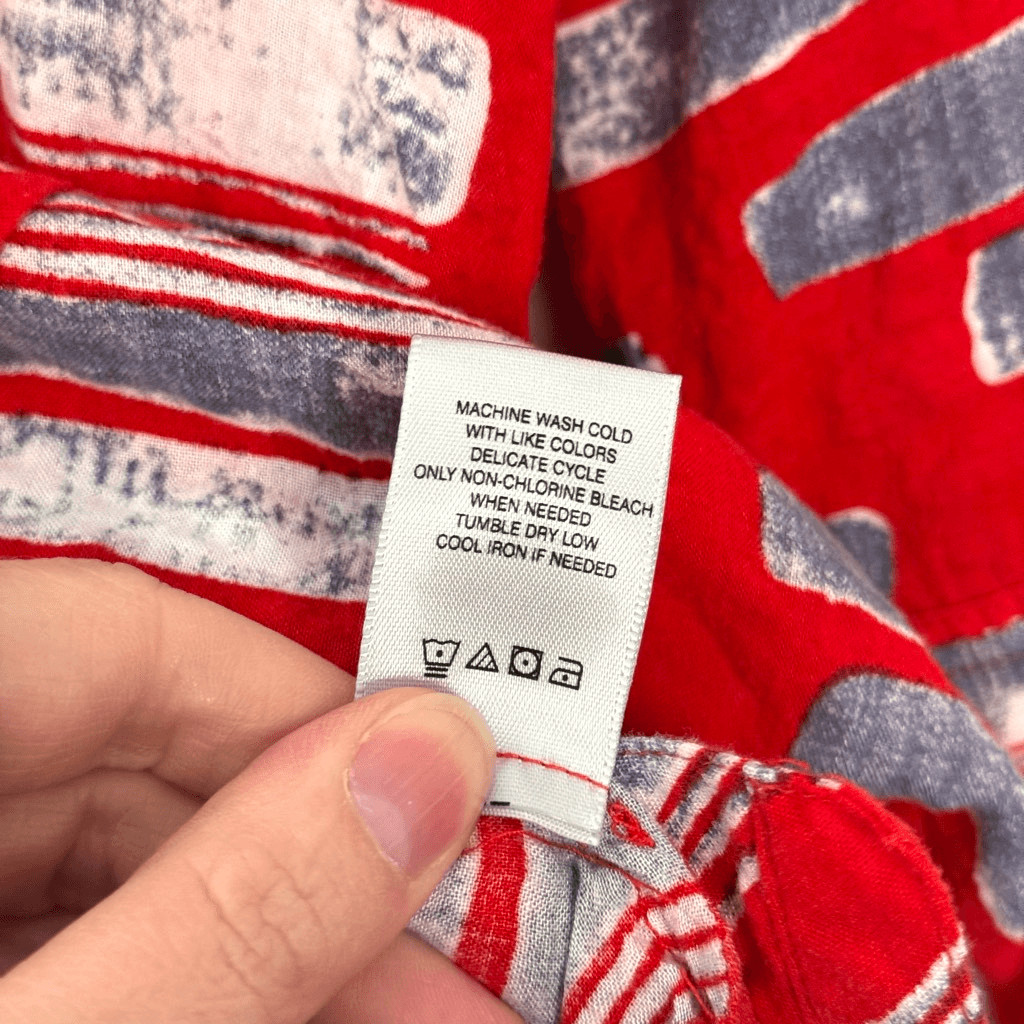 MACHINE WASH COLD
WITH LIKE COLORS
DELICATE CYCLE
ONLY NON-CHLORINE BLEACH
WHEN NEEDED
TUMBLE DRY LOW
COOL IRON IF NEEDED